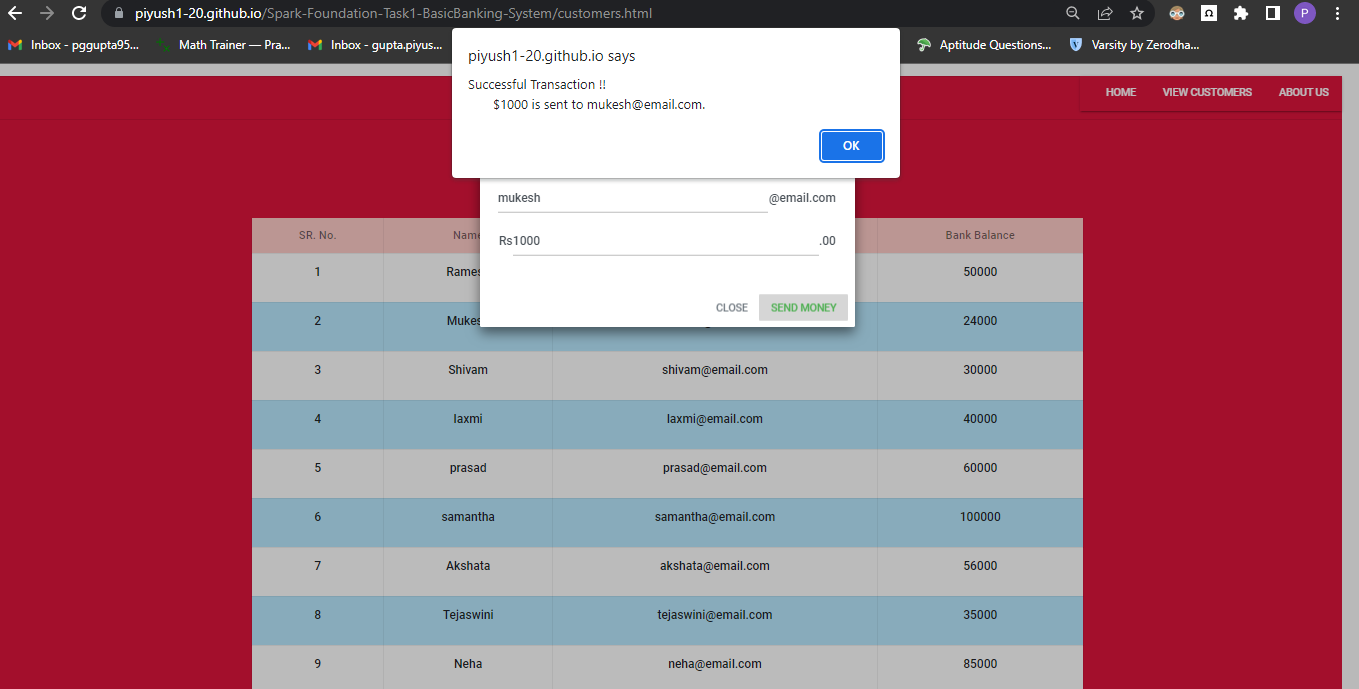 piyush1-20.github.io/Spark-Foundation-Task1-BasicBanking-System/customers.html
P
Inbox - pggupta95...
Math Trainer — Pra...
Inbox - gupta.piyus...
Aptitude Questions...
Varsity by Zerodha...
piyush1-20.github.io says
Successful Transaction !!
$1000 is sent to mukesh@email.com.
OK
HOME VIEW CUSTOMERS ABOUT US
mukesh @email.com
Rs1000 .00
CLOSE SEND MONEY
SR. No. Name Bank Balance
1 Rames 50000
2 Mukes 24000
3 Shivam shivam@email.com 30000
4 laxmi laxmi@email.com 40000
5 prasad prasad@email.com 60000
6 samantha samantha@email.com 100000
7 Akshata akshata@email.com 56000
8 Tejaswini tejaswini@email.com 35000
9 Neha neha@email.com 85000